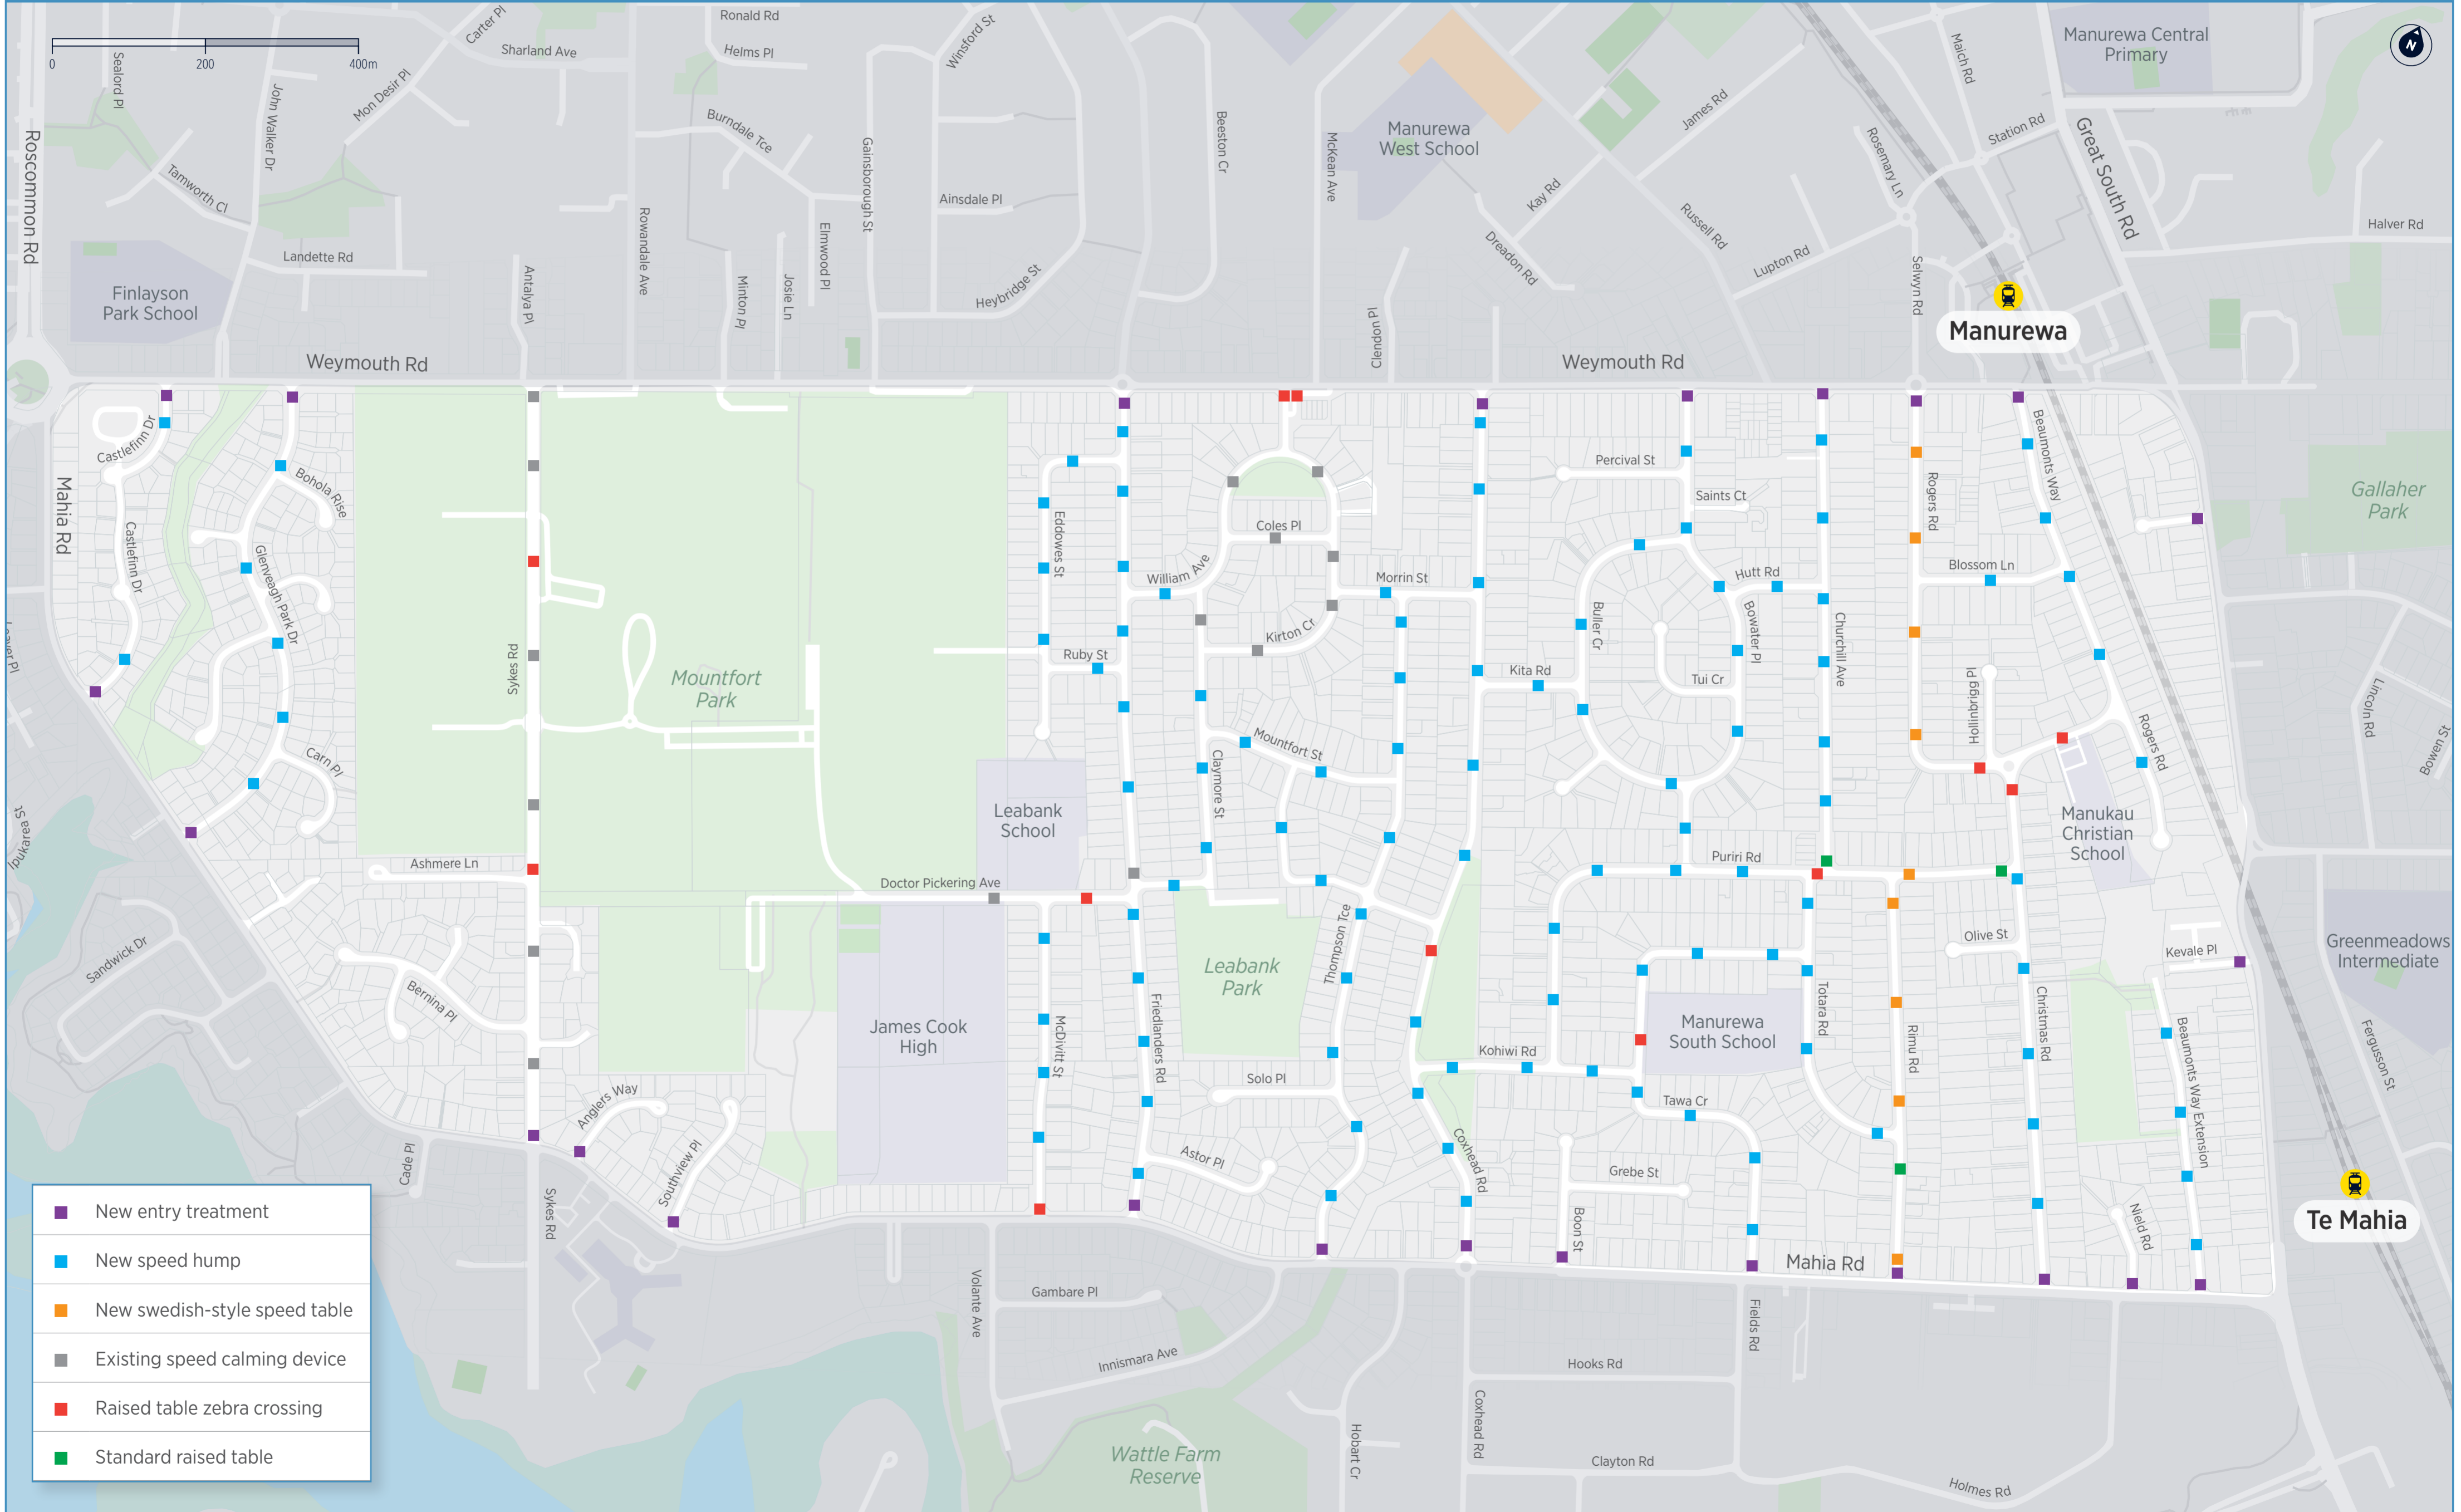 Carter Pl
Ronald Rd
Winsford St
Sharland Ave
Helms Pl
0
200
400m
Sealord Pl
John Walker Dr
Mon Desir Pl
Maich Rd
Manurewa Central
Primary
N
Roscommon Rd
Burndale Tce
Gainsborough St
Beeston Cr
McKean Ave
Manurewa
West School
James Rd
Station Rd
Rosemary Ln
Great South Rd
Tamworth Cl
Ainsdale Pl
Kay Rd
Rowandale Ave
Elmwood Pl
Russell Rd
Halver Rd
Landette Rd
Dreadon Rd
Lupton Rd
Selwyn Rd
Finlayson
Park School
Antalya Pl
Minton Pl
Josie Ln
Heybridge St
Clendon Pl
Manurewa
Weymouth Rd
Weymouth Rd
Castlefinn Dr
Bohola Rise
Percival St
Saints Ct
Rogers Rd
Beaumonts Way
Gallaher
Park
Mahia Rd
Castlefinn Dr
Eddowes St
Coles Pl
Glenveagh Park Dr
William Ave
Morrin St
Hutt Rd
Blossom Ln
Buller Cr
Bowater Pl
Churchill Ave
Kirton Cr
Sykes Rd
Ruby St
Kita Rd
Tui Cr
Mountfort
Park
Hollinbrigg Pl
Lincoln Rd
Bowen St
Carn Pl
Mountfort St
Claymore St
Rogers Rd
Ipukarea St
Leabank
School
Manukau
Christian
School
Ashmere Ln
Doctor Pickering Ave
Puriri Rd
Thompson Tce
Olive St
Sandwick Dr
Leabank
Park
Kevale Pl
Greenmeadows
Intermediate
Bernina Pl
James Cook
High
McDivitt St
Friedlanders Rd
Manurewa
South School
Totara Rd
Rimu Rd
Christmas Rd
Kohiwi Rd
Beaumonts Way Extension
Fergusson St
Solo Pl
Anglers Way
Tawa Cr
Cade Pl
Southview Pl
Astor Pl
Coxhead Rd
Grebe St
Sykes Rd
Boon St
Nield Rd
Te Mahia
Mahia Rd
New entry treatment
New speed hump
New swedish-style speed table
Existing speed calming device
Raised table zebra crossing
Standard raised table
Volante Ave
Gambare Pl
Innismara Ave
Fields Rd
Hooks Rd
Coxhead Rd
Hobart Cr
Wattle Farm
Reserve
Clayton Rd
Holmes Rd